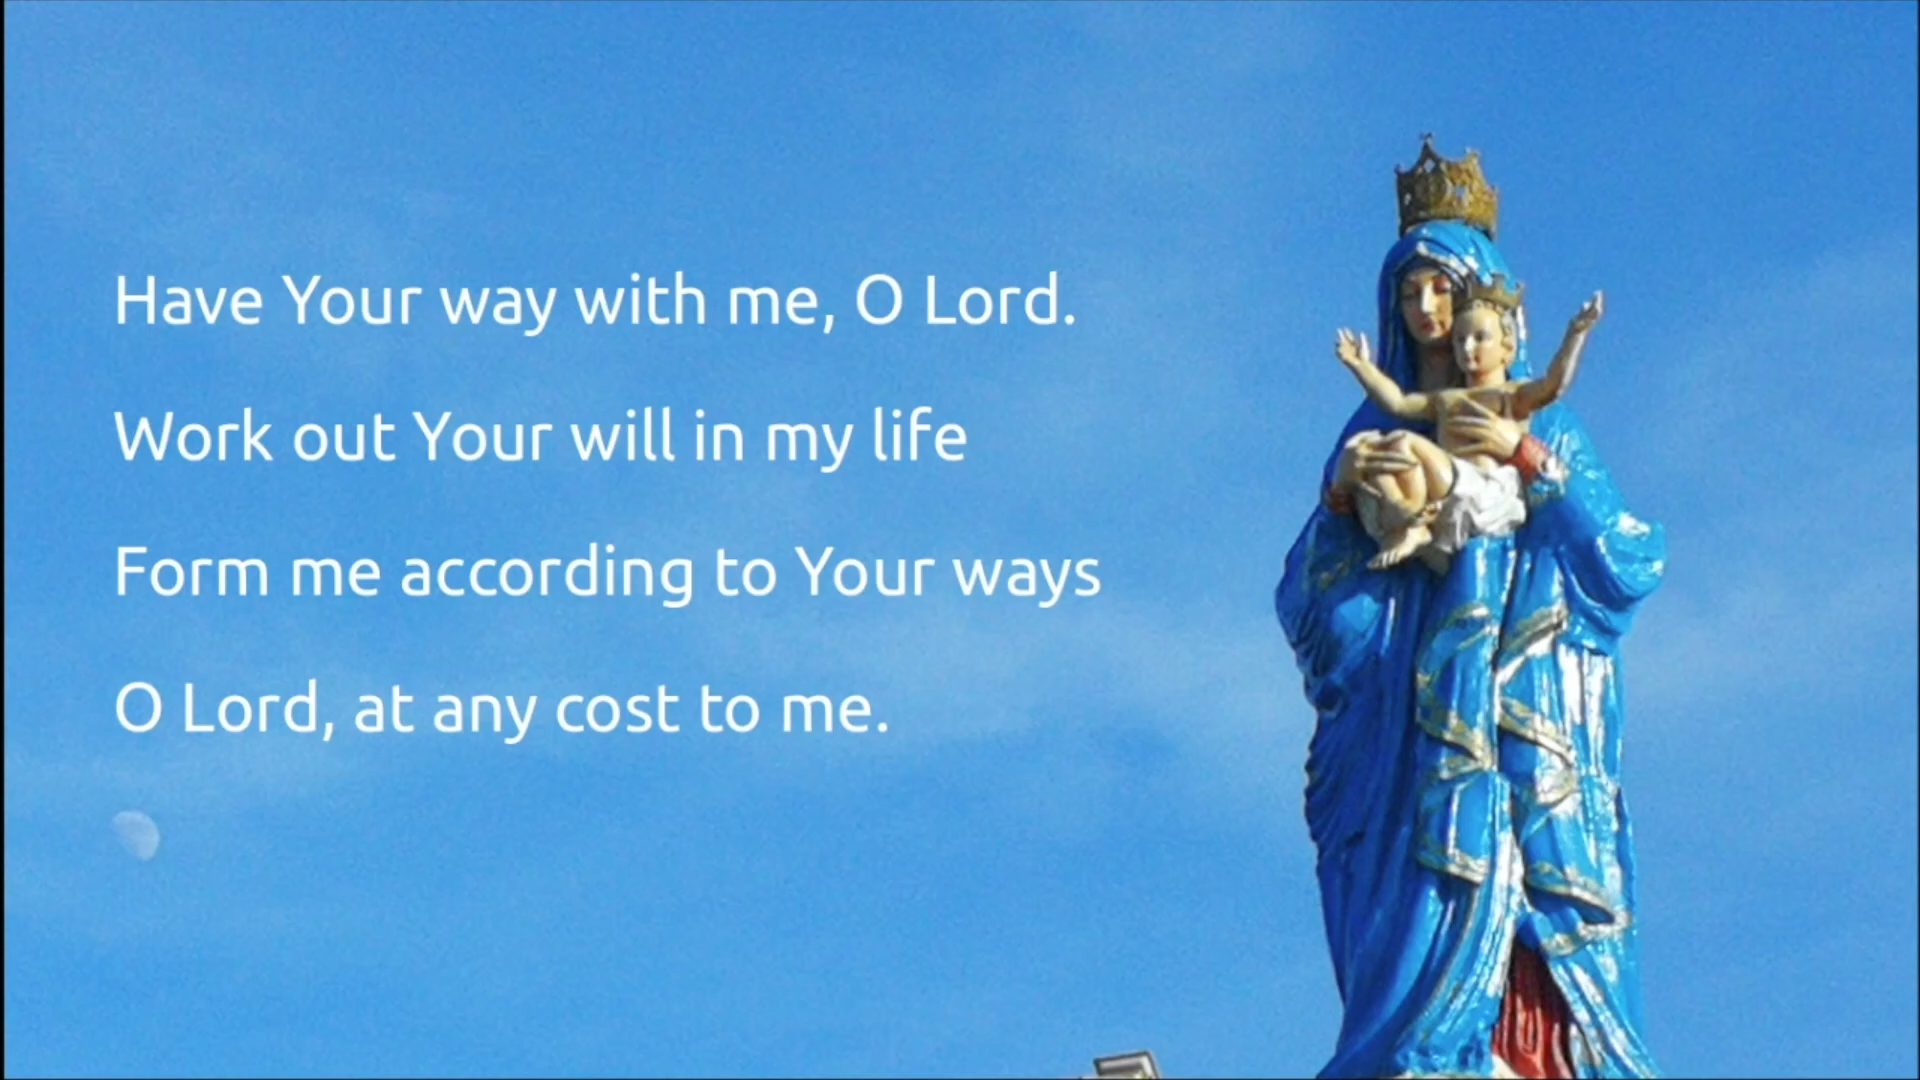 Have Your way with me, O Lord.
Work out Your will in my life
Form me according to Your ways
O Lord, at any cost to me.